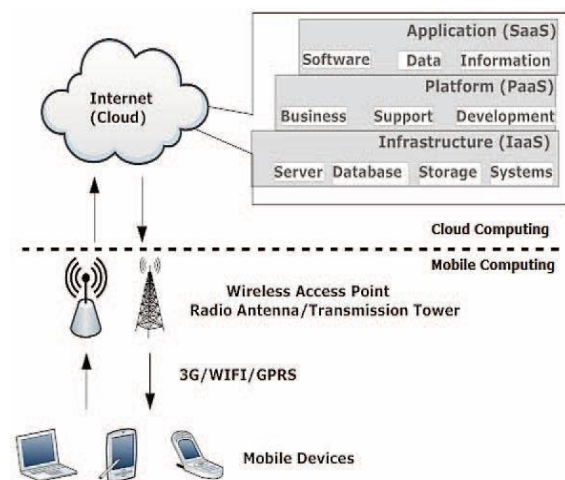 Application (SaaS)
Software Data Information
Platform (PaaS)
Business Support Development
Infrastructure (IaaS)
Server Database Storage Systems
Internet
(Cloud)
Cloud Computing
Mobile Computing
Wireless Access Point
Radio Antenna/Transmission Tower
3G/WIFI/GPRS
Mobile Devices